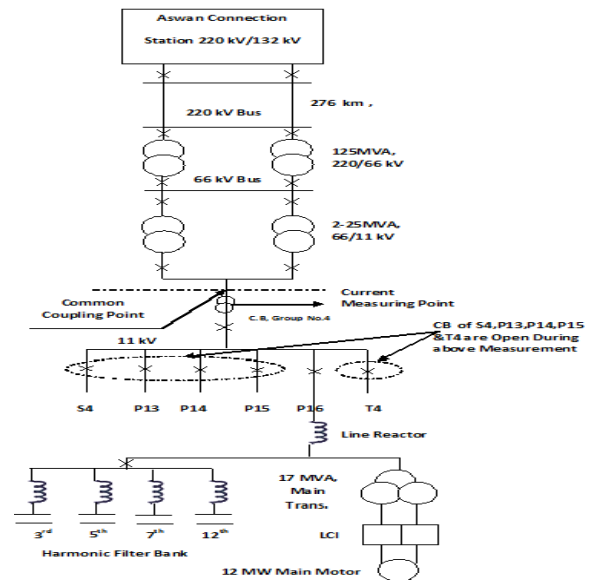 Aswan Connection
Station 220 kV/132 kV
276 km ,
220 kV Bus
125MVA,
220/66 kV
66 kV Bus
2-25MVA,
66/11 kV
Common
Coupling Point
Current
Measuring Point
C.B, Group No.4
CB of S4,P13,P14,P15
&T4 are Open During
above Measurement
11 kV
S4 P13 P14 P15 P16 T4
Line Reactor
17 MVA,
Main
Trans.
3rd 5th 7th 12th
LCI
Harmonic Filter Bank
12 MW Main Motor